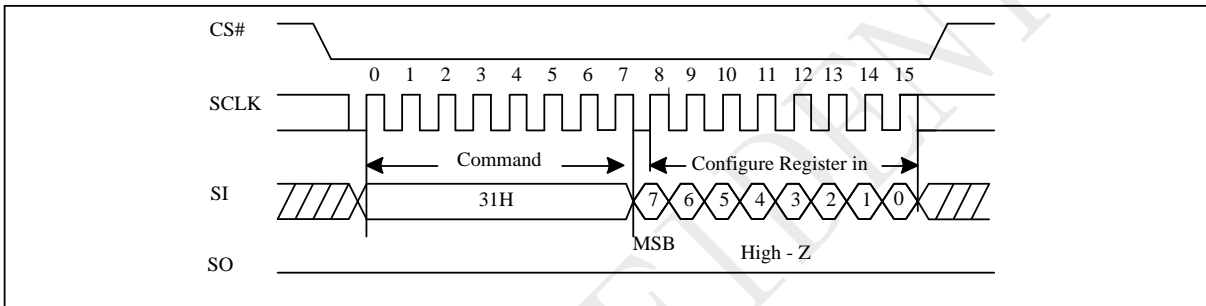 CS#
0 1 2 3 4 5 6 7 8 9 10 11 12 13 14 15
SCLK
Command Configure Register in
SI 31H 7 6 5 4 3 2 1 0
MSB High - Z
SO